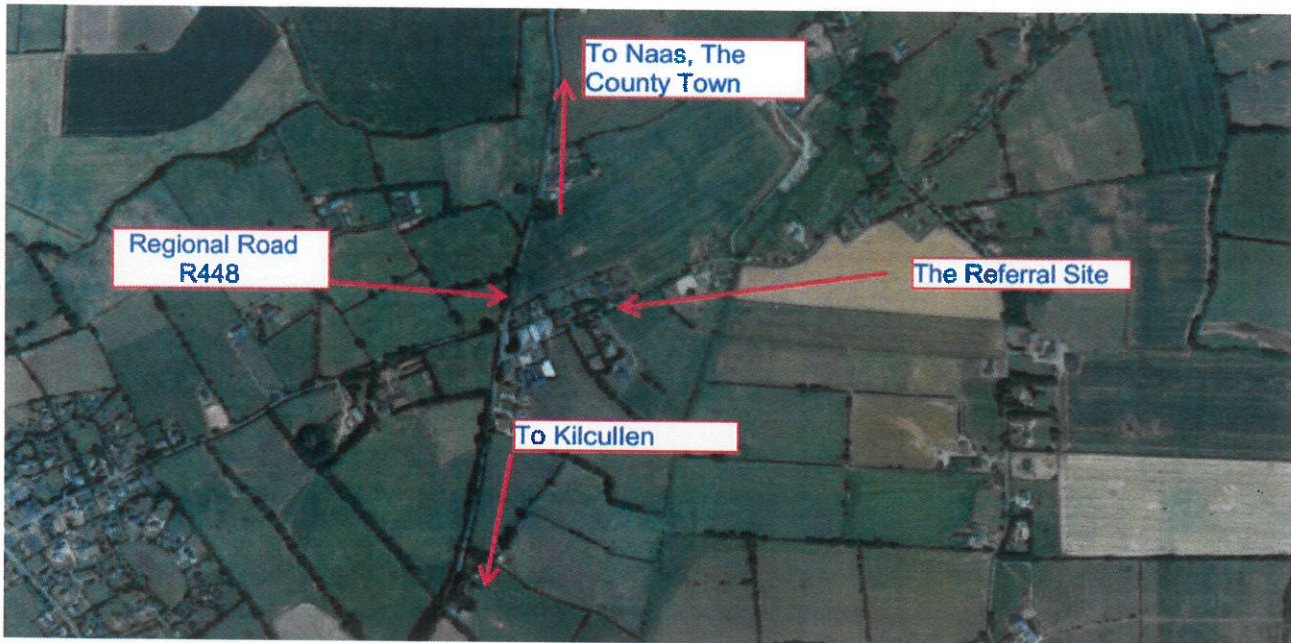 To Naas, The
County Town
Regional Road
R448
The Referral Site
To Kilcullen